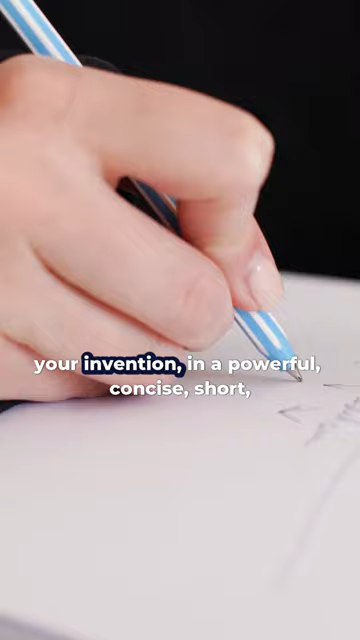 your invention, in a powerful,
concise, short,